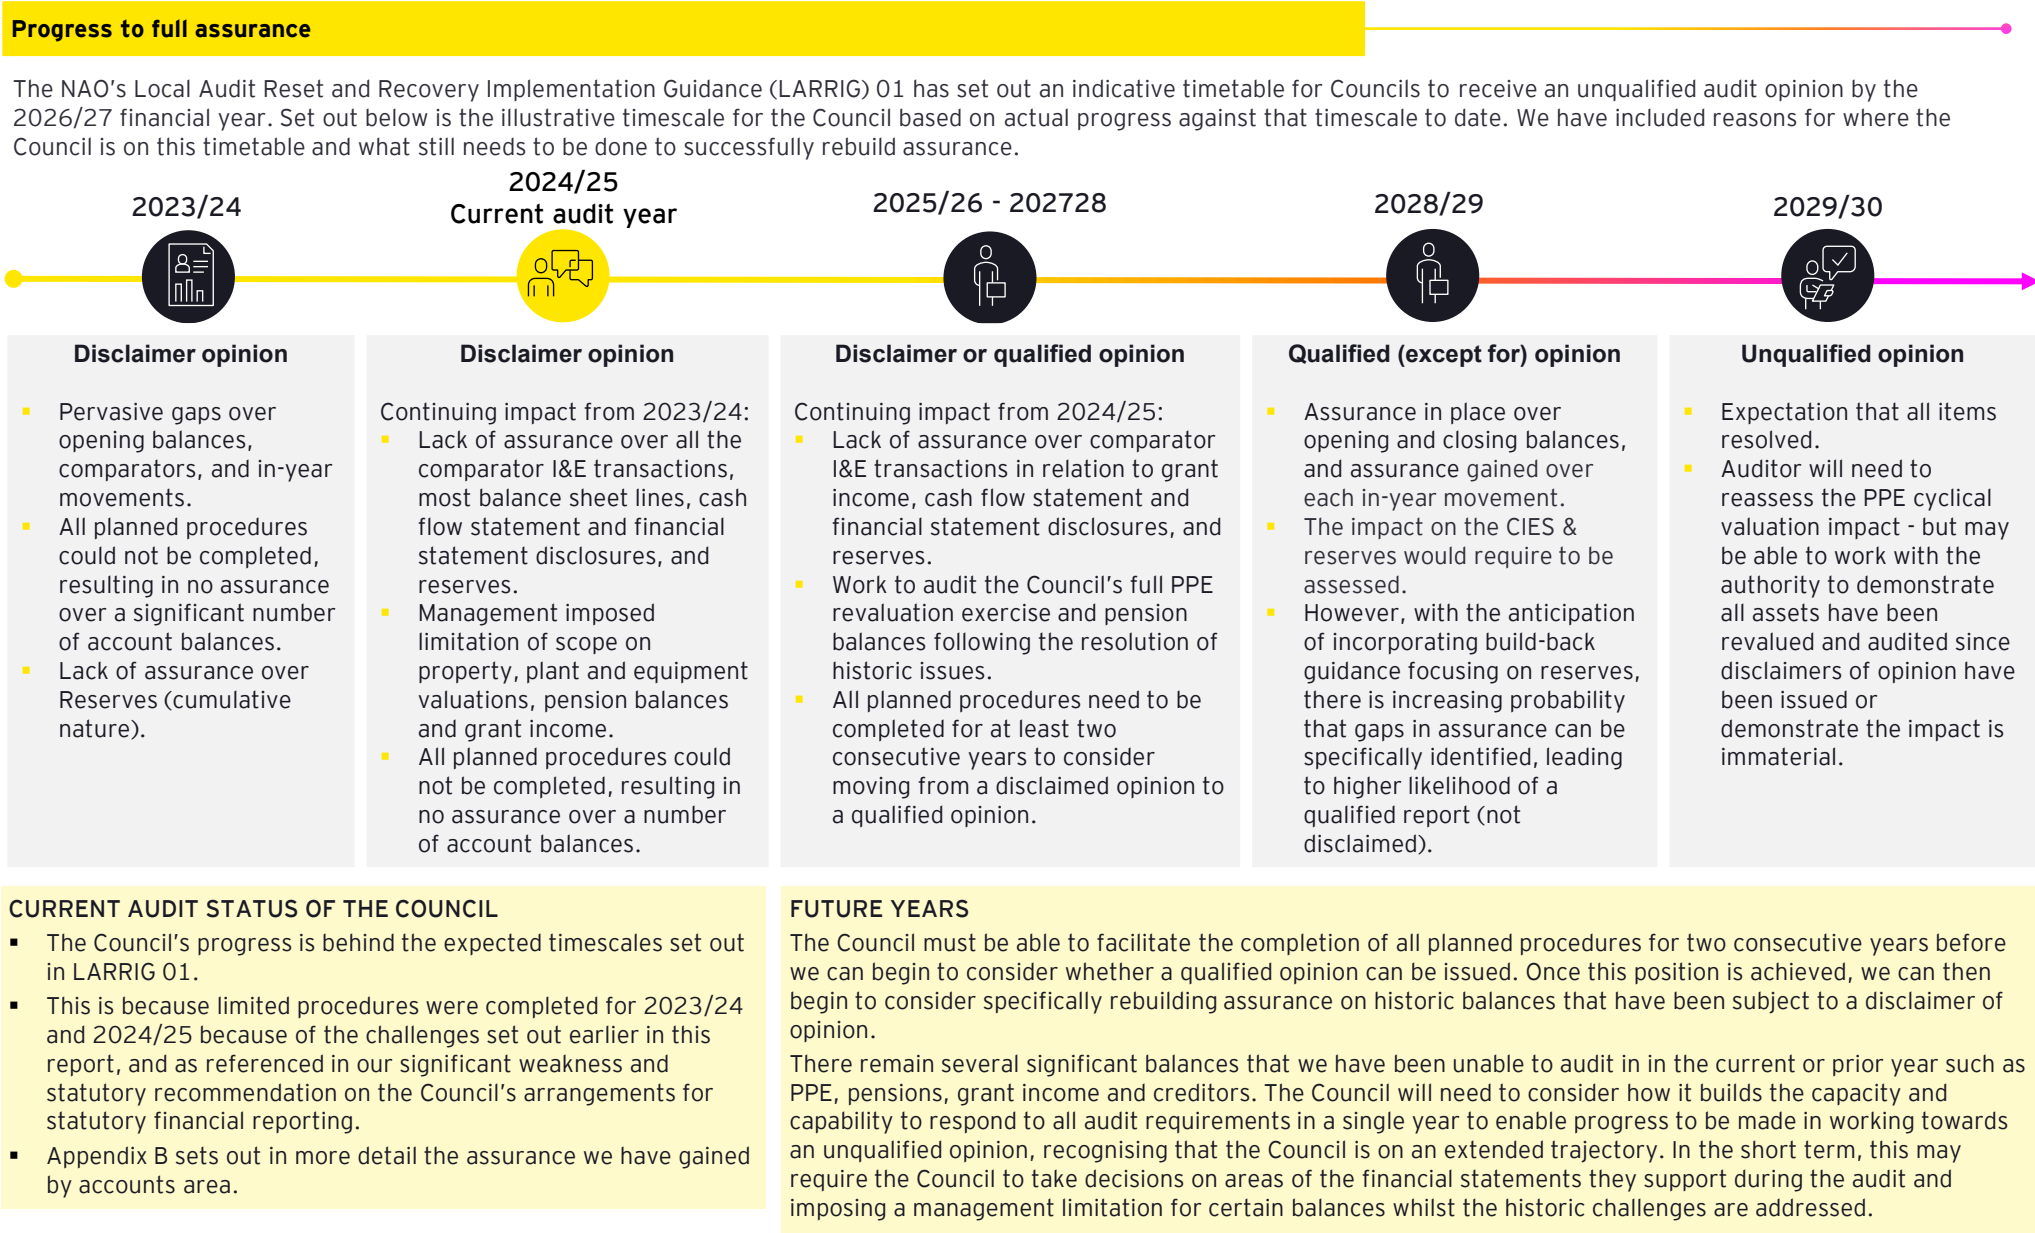 Progress to full assurance
The NAO's Local Audit Reset and Recovery Implementation Guidance (LARRIG) 01 has set out an indicative timetable for Councils to receive an unqualified audit opinion by the
2026/27 financial year. Set out below is the illustrative timescale for the Council based on actual progress against that timescale to date. We have included reasons for where the
Council is on this timetable and what still needs to be done to successfully rebuild assurance.
2023/24
2024/25
Current audit year
2025/26 - 202728
2028/29
2029/30
Disclaimer opinion
▪ Pervasive gaps over
opening balances,
comparators, and in-year
movements.
▪ All planned procedures
could not be completed,
resulting in no assurance
over a significant number
of account balances.
▪ Lack of assurance over
Reserves (cumulative
nature).
Disclaimer opinion
Continuing impact from 2023/24:
▪ Lack of assurance over all the
comparator I&E transactions,
most balance sheet lines, cash
flow statement and financial
statement disclosures, and
reserves.
▪ Management imposed
limitation of scope on
property, plant and equipment
valuations, pension balances
and grant income.
▪ All planned procedures could
not be completed, resulting in
no assurance over a number
of account balances.
Disclaimer or qualified opinion
Continuing impact from 2024/25:
▪ Lack of assurance over comparator
I&E transactions in relation to grant
income, cash flow statement and
financial statement disclosures, and
reserves.
▪ Work to audit the Council's full PPE
revaluation exercise and pension
balances following the resolution of
historic issues.
▪ All planned procedures need to be
completed for at least two
consecutive years to consider
moving from a disclaimed opinion to
a qualified opinion.
Qualified (except for) opinion
▪ Assurance in place over
opening and closing balances,
and assurance gained over
each in-year movement.
▪ The impact on the CIES &
reserves would require to be
assessed.
▪ However, with the anticipation
of incorporating build-back
guidance focusing on reserves,
there is increasing probability
that gaps in assurance can be
specifically identified, leading
to higher likelihood of a
qualified report (not
disclaimed).
Unqualified opinion
▪ Expectation that all items
resolved.
▪ Auditor will need to
reassess the PPE cyclical
valuation impact - but may
be able to work with the
authority to demonstrate
all assets have been
revalued and audited since
disclaimers of opinion have
been issued or
demonstrate the impact is
immaterial.
CURRENT AUDIT STATUS OF THE COUNCIL
▪ The Council's progress is behind the expected timescales set out
in LARRIG 01.
▪ This is because limited procedures were completed for 2023/24
and 2024/25 because of the challenges set out earlier in this
report, and as referenced in our significant weakness and
statutory recommendation on the Council's arrangements for
statutory financial reporting.
▪ Appendix B sets out in more detail the assurance we have gained
by accounts area.
FUTURE YEARS
The Council must be able to facilitate the completion of all planned procedures for two consecutive years before
we can begin to consider whether a qualified opinion can be issued. Once this position is achieved, we can then
begin to consider specifically rebuilding assurance on historic balances that have been subject to a disclaimer of
opinion.
There remain several significant balances that we have been unable to audit in in the current or prior year such as
PPE, pensions, grant income and creditors. The Council will need to consider how it builds the capacity and
capability to respond to all audit requirements in a single year to enable progress to be made in working towards
an unqualified opinion, recognising that the Council is on an extended trajectory. In the short term, this may
require the Council to take decisions on areas of the financial statements they support during the audit and
imposing a management limitation for certain balances whilst the historic challenges are addressed.